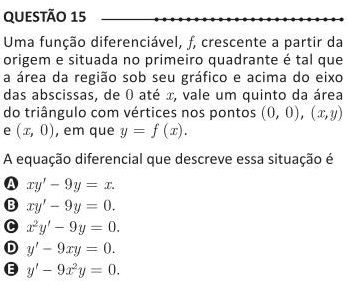 QUESTÃO 15
Uma função diferenciável, f, crescente a partir da
origem e situada no primeiro quadrante é tal que
a área da região sob seu gráfico e acima do eixo
das abscissas, de 0 até x, vale um quinto da área
do triângulo com vértices nos pontos (0, 0), (x,y)
e (x, 0), em que y = f (x).
A equação diferencial que descreve essa situação é
A xy′ − 9y = x.
B xy′ − 9y = 0.
C x²y′ − 9y = 0.
D y′ − 9xy = 0.
E y′ − 9x²y = 0.